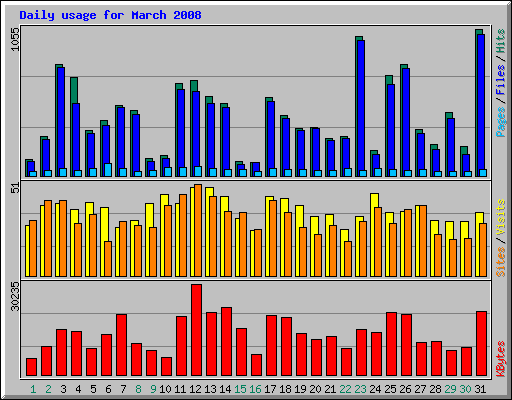 Daily usage for March 2008
1055
Pages/Files/Hits
51
Sites/Visits
30235
KBytes
1 2 3 4 5 6 7 8 9 10 11 12 13 14 15 16 17 18 19 20 21 22 23 24 25 26 27 28 29 30 31